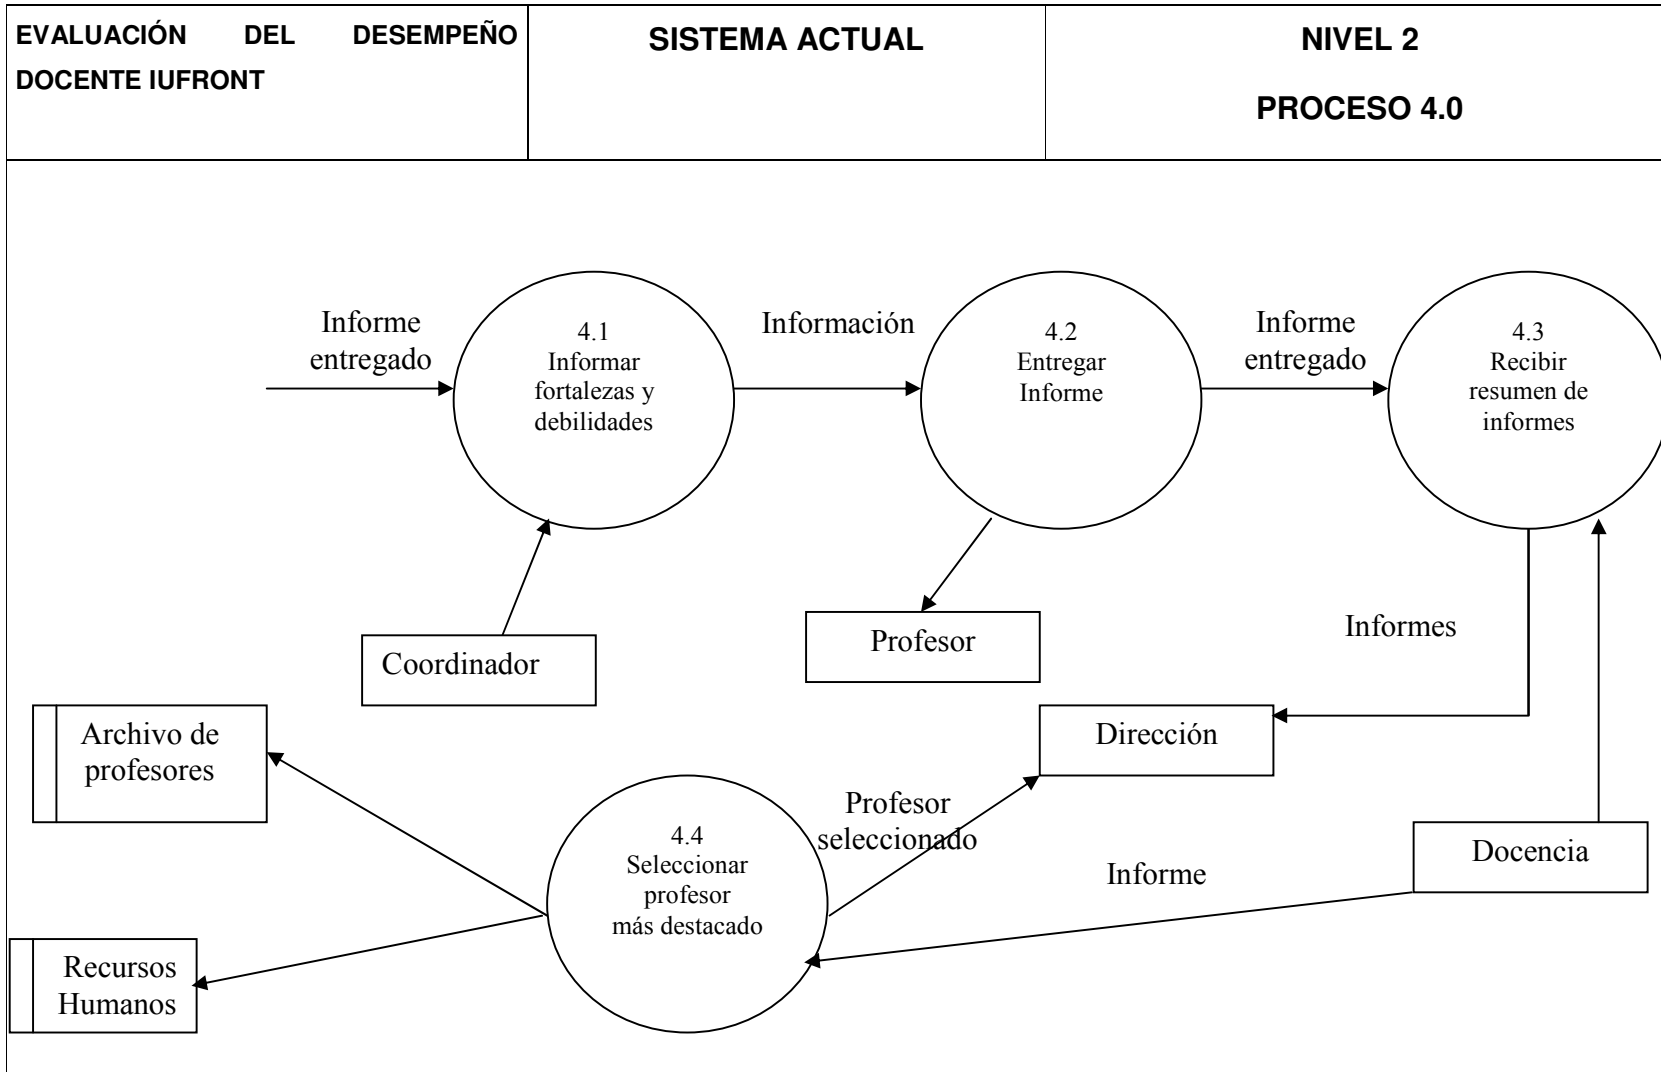 EVALUACIÓN DEL DESEMPEÑO
DOCENTE IUFRONT
SISTEMA ACTUAL
NIVEL 2
PROCESO 4.0
Informe
entregado
4.1
Informar
fortalezas y
debilidades
Información
4.2
Entregar
Informe
Informe
entregado
4.3
Recibir
resumen de
informes
Coordinador
Profesor
Informes
Archivo de
profesores
Dirección
Profesor
seleccionado
4.4
Seleccionar
profesor
más destacado
Informe
Docencia
Recursos
Humanos